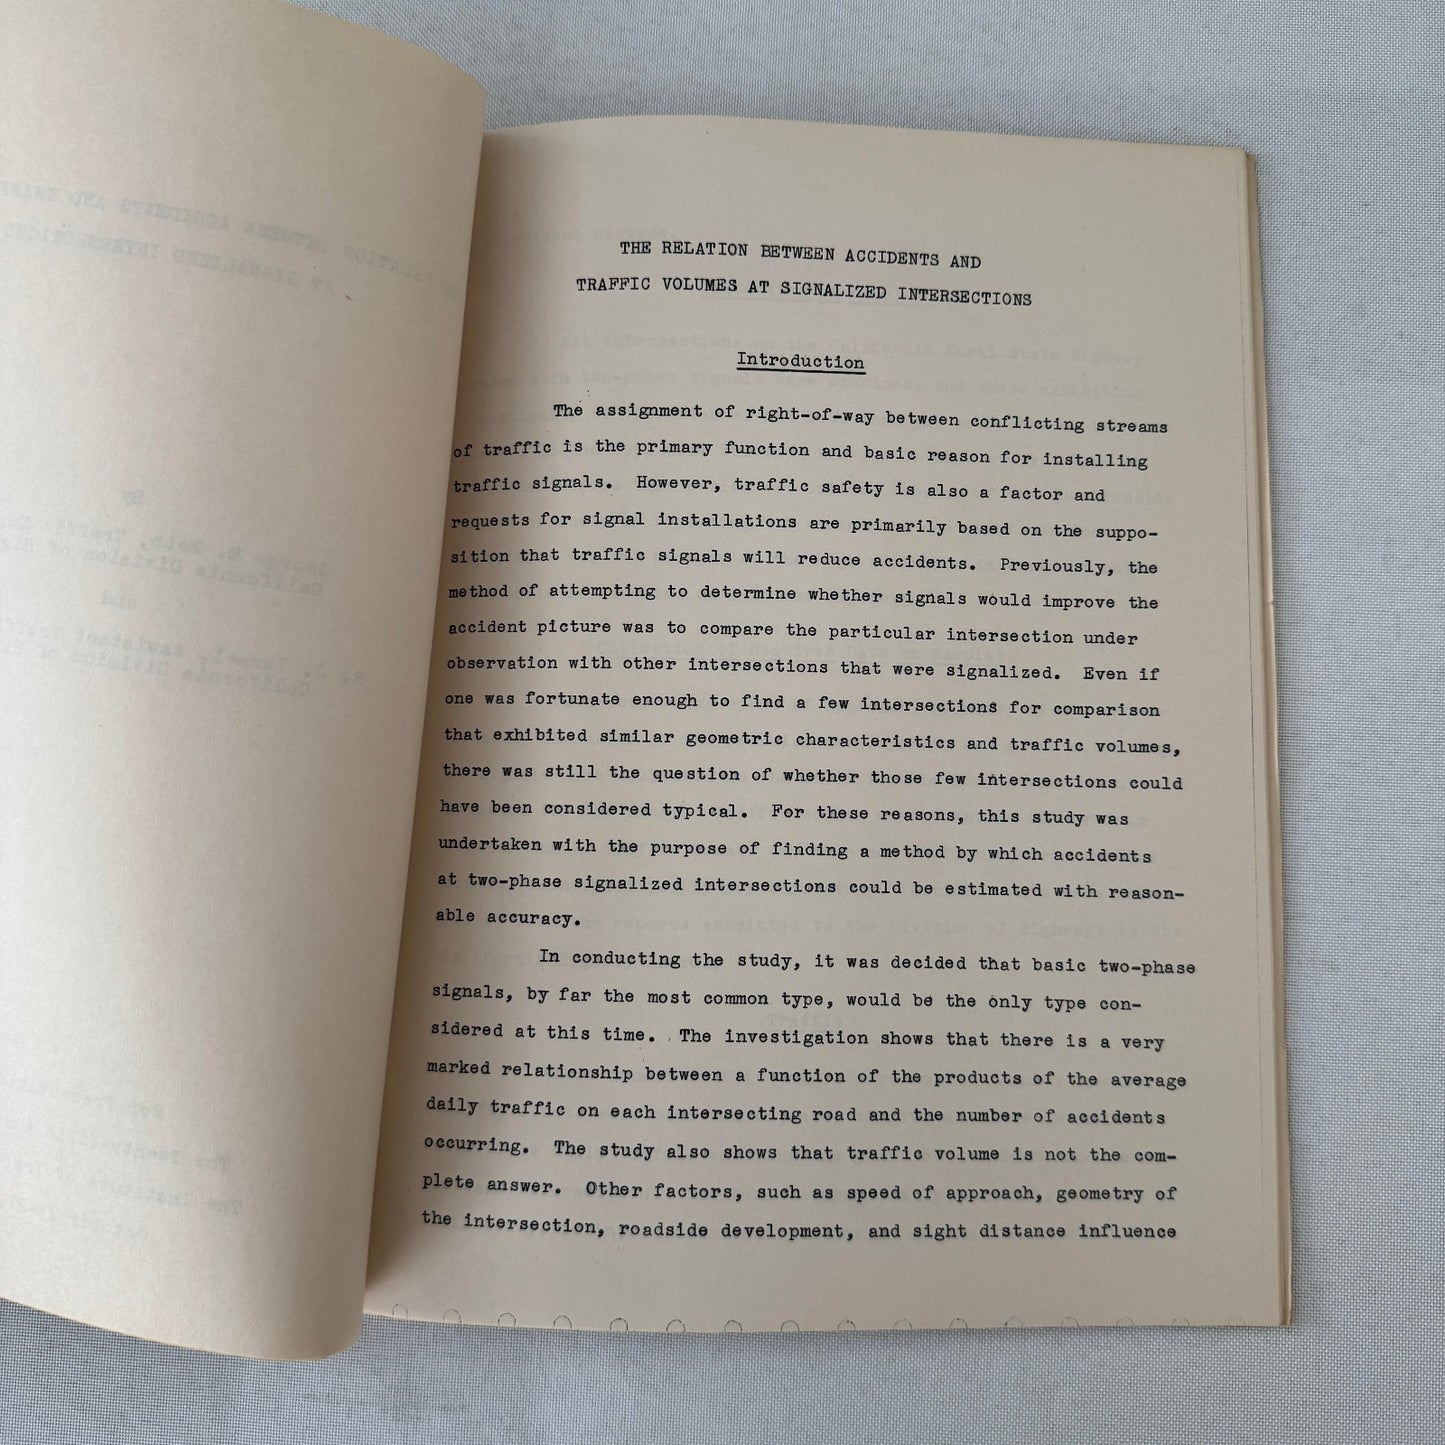 THE RELATION BETWEEN ACCIDENTS AND
TRAFFIC VOLUMES AT SIGNALIZED INTERSECTIONS
Introduction
The assignment of right-of-way between conflicting streams
of traffic is the primary function and basic reason for installing
traffic signals. However, traffic safety is also a factor and
requests for signal installations are primarily based on the suppo-
sition that traffic signals will reduce accidents. Previously, the
method of attempting to determine whether signals would improve the
accident picture was to compare the particular intersection under
observation with other intersections that were signalized. Even if
one was fortunate enough to find a few intersections for comparison
that exhibited similar geometric characteristics and traffic volumes,
there was still the question of whether those few intersections could
have been considered typical. For these reasons, this study was
undertaken with the purpose of finding a method by which accidents
at two-phase signalized intersections could be estimated with reason-
able accuracy.
In conducting the study, it was decided that basic two-phase
signals, by far the most common type, would be the only type con-
sidered at this time. The investigation shows that there is a very
marked relationship between a function of the products of the average
daily traffic on each intersecting road and the number of accidents
occurring. The study also shows that traffic volume is not the com-
plete answer. Other factors, such as speed of approach, geometry of
the intersection, roadside development, and sight distance influence